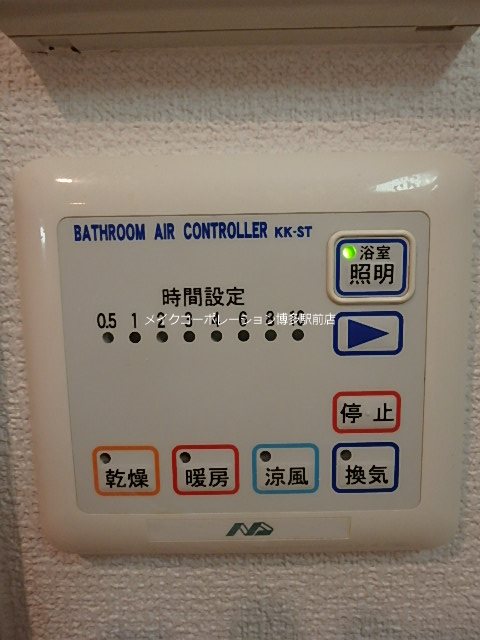 BATHROOM AIR CONTROLLER KK-ST
浴室
照明
時間設定
0.5 1 2 3 4 6 8 10
メイクコーポレーション博多駅前店
停止
乾燥 暖房 涼風 換気